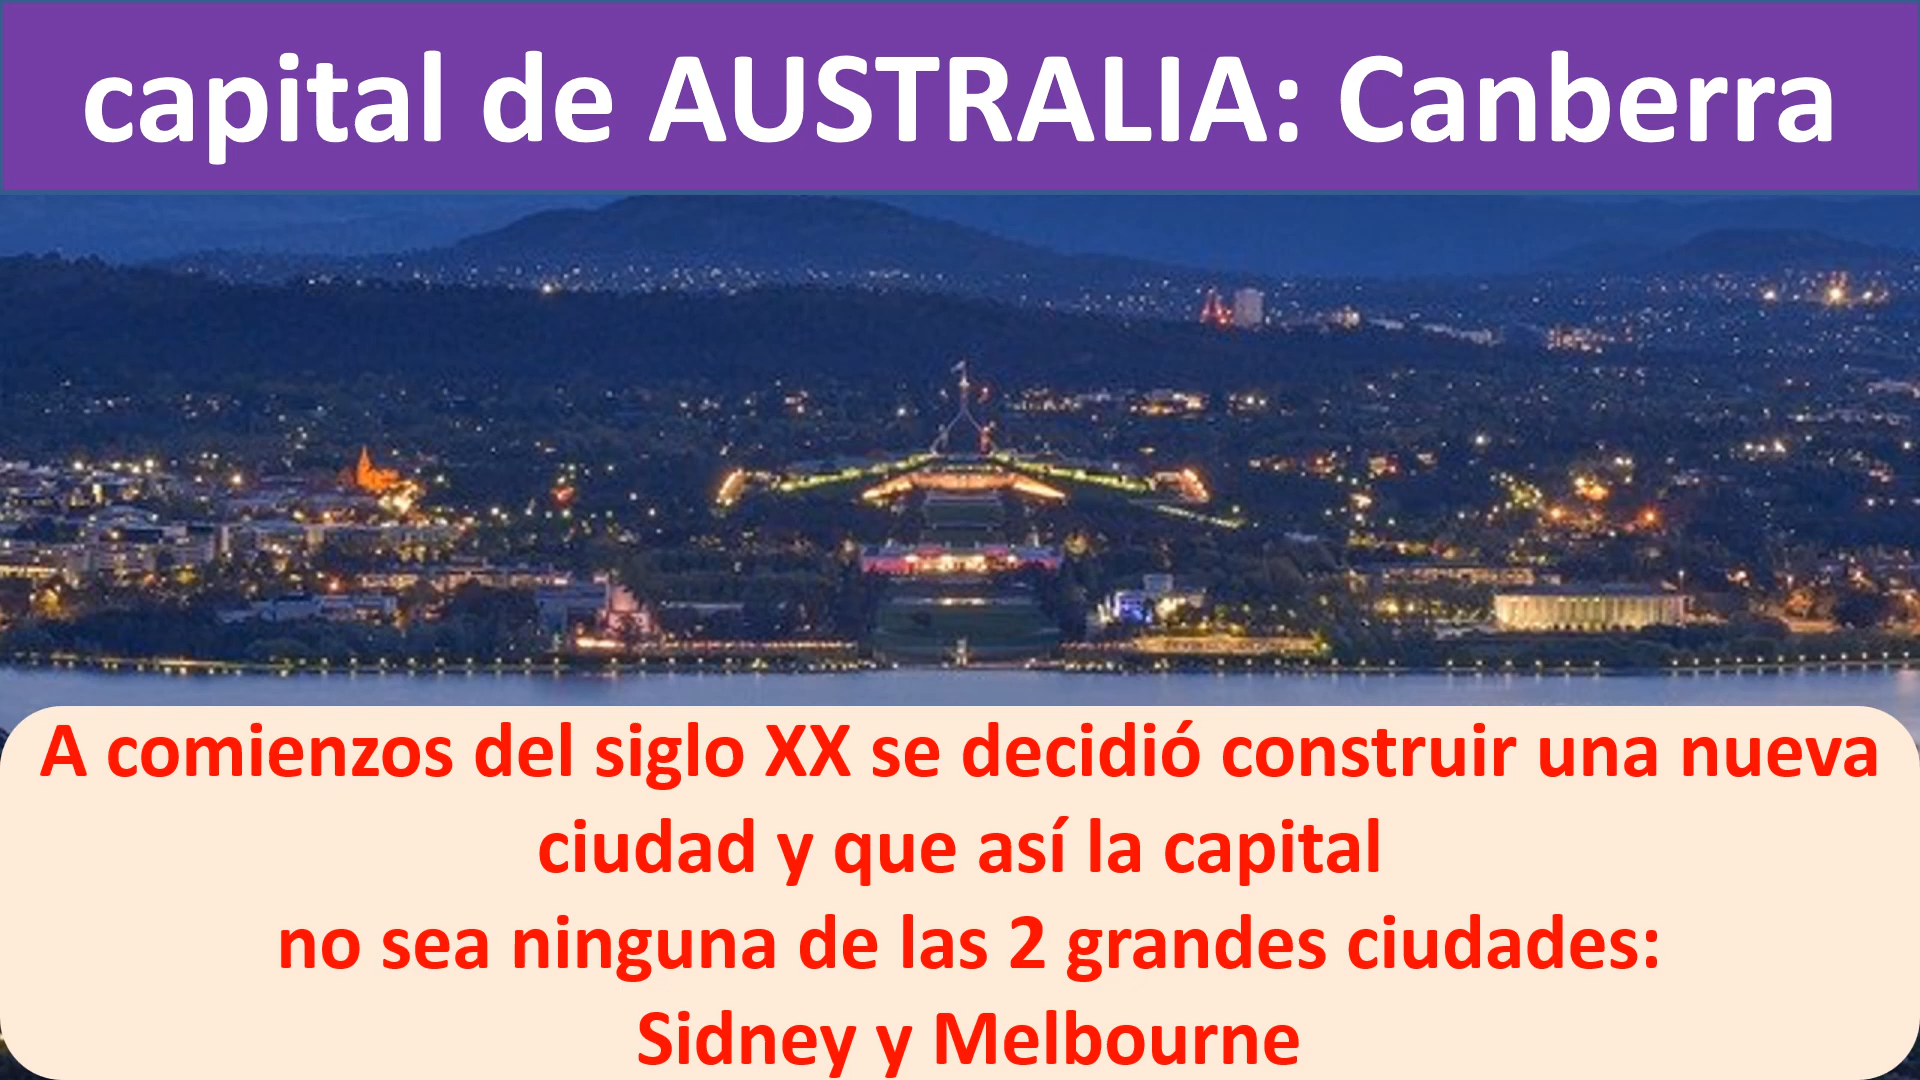 capital de AUSTRALIA: Canberra
A comienzos del siglo XX se decidió construir una nueva
ciudad y que así la capital
no sea ninguna de las 2 grandes ciudades:
Sidney y Melbourne